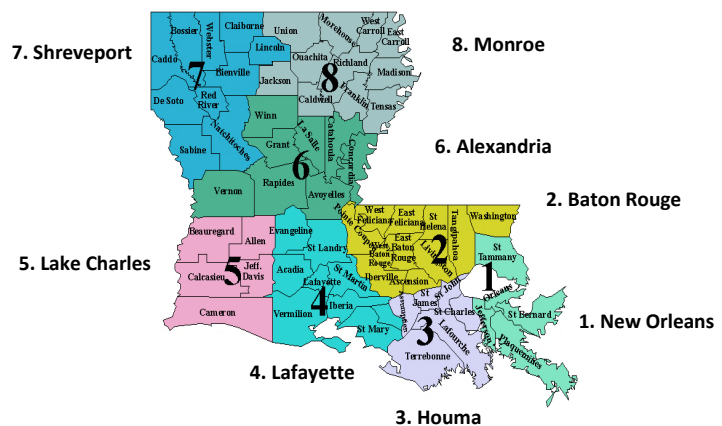 7. Shreveport
8. Monroe
6. Alexandria
2. Baton Rouge
5. Lake Charles
1. New Orleans
4. Lafayette
3. Houma
Bossier
Webster
Claiborne
Lincoln
Caddo
7
Bienville
De Soto
Red
River
Natchitoches
Sabine
Union
Morehouse
West
Carroll
East
Carroll
Ouachita
Richland
8
Madison
Jackson
Caldwell
Franklin
Tensas
Winn
La Salle
Catahoula
Concordia
Grant
6
Vernon
Rapides
Avoyelles
Beauregard
Allen
Calcasieu
5
Jeff.
Davis
Cameron
Evangeline
St Landry
Acadia
Lafayette
St Martin
4
Iberia
Vermilion
St Mary
Pointe Coupee
West
Feliciana
East
Feliciana
St
Helena
Tangipahoa
Washington
West
Baton
Rouge
East
Baton
Rouge
2
Livingston
Iberville
Ascension
St
Tammany
1
Orleans
St Bernard
Jefferson
Plaquemines
Assumption
St
James
St John
St Charles
3
Lafourche
Terrebonne